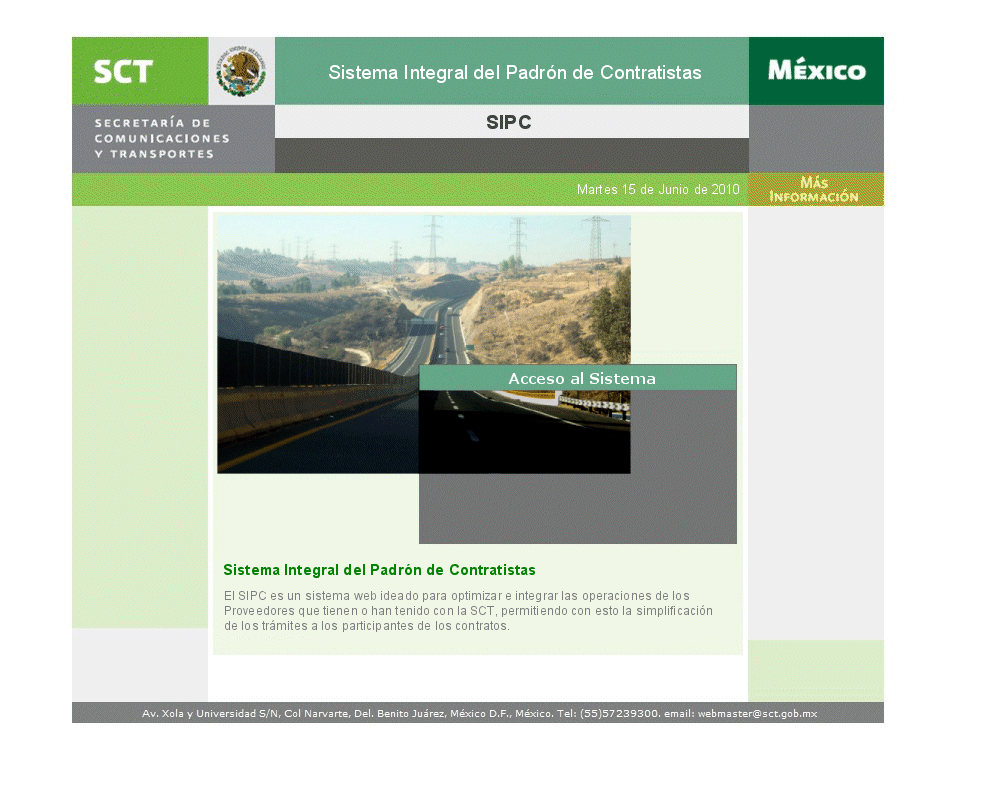 SCT
Sistema Integral del Padrón de Contratistas
MÉXICO
SECRETARÍA DE
COMUNICACIONES
Y TRANSPORTES
SIPC
Martes 15 de Junio de 2010
MÁS
INFORMACIÓN
Acceso al Sistema
Sistema Integral del Padrón de Contratistas
El SIPC es un sistema web ideado para optimizar e integrar las operaciones de los
Proveedores que tienen o han tenido con la SCT, permitiendo con esto la simplificación
de los trámites a los participantes de los contratos.
Av. Xola y Universidad S/N, Col Narvarte, Del. Benito Juárez, México D.F., México. Tel: (55)57239300. email: webmaster@sct.gob.mx